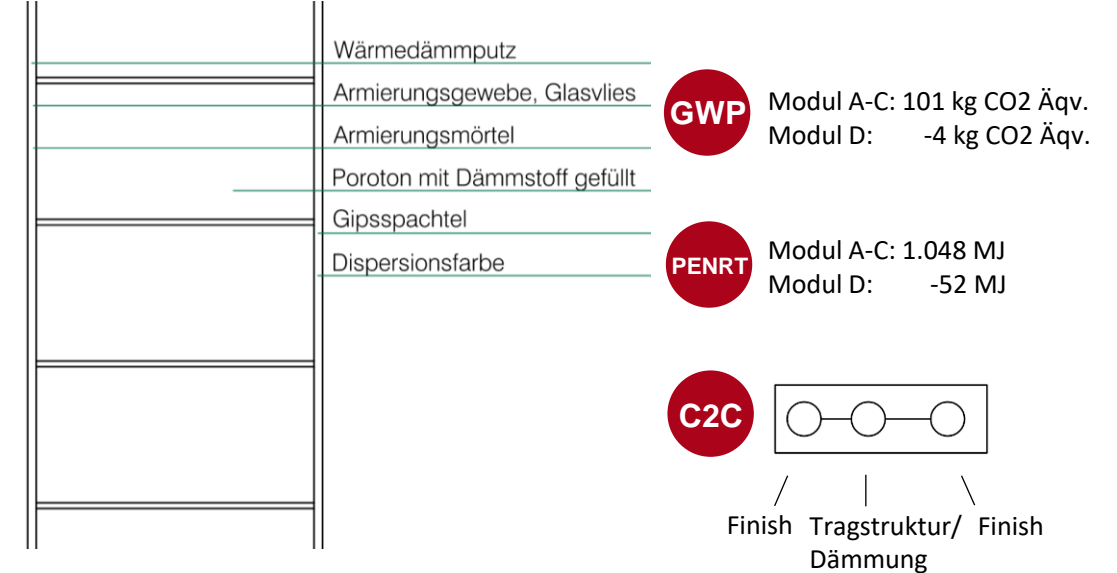 Wärmedämmputz
Armierungsgewebe, Glasvlies
Armierungsmörtel
Poroton mit Dämmstoff gefüllt
Gipsspachtel
Dispersionsfarbe
GWP
Modul A-C: 101 kg CO2 Äqv.
Modul D: -4 kg CO2 Äqv.
PENRT
Modul A-C: 1.048 MJ
Modul D: -52 MJ
C2C
Finish Tragstruktur/ Finish
Dämmung